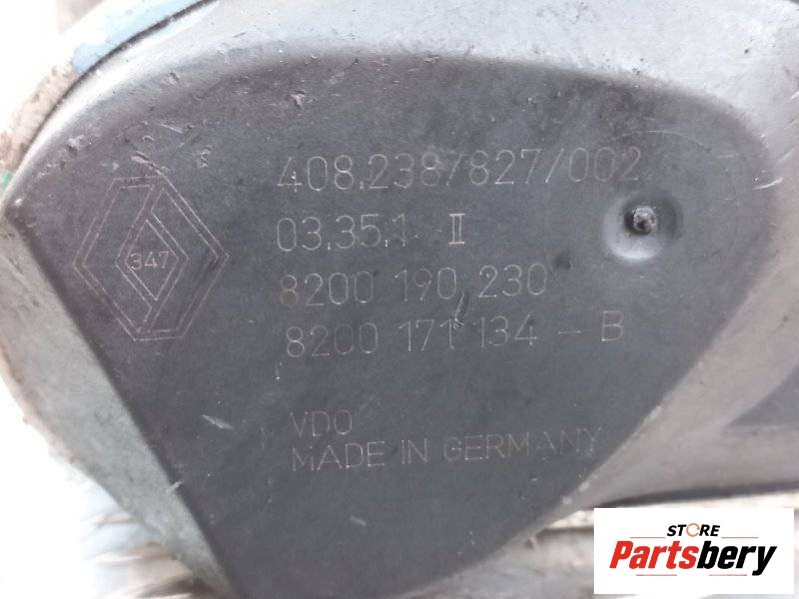 408.238/827/002
03.35.1 II
347
8200 190 230
8200 171 134 - B
VDO
MADE IN GERMANY
STORE
Partsbery